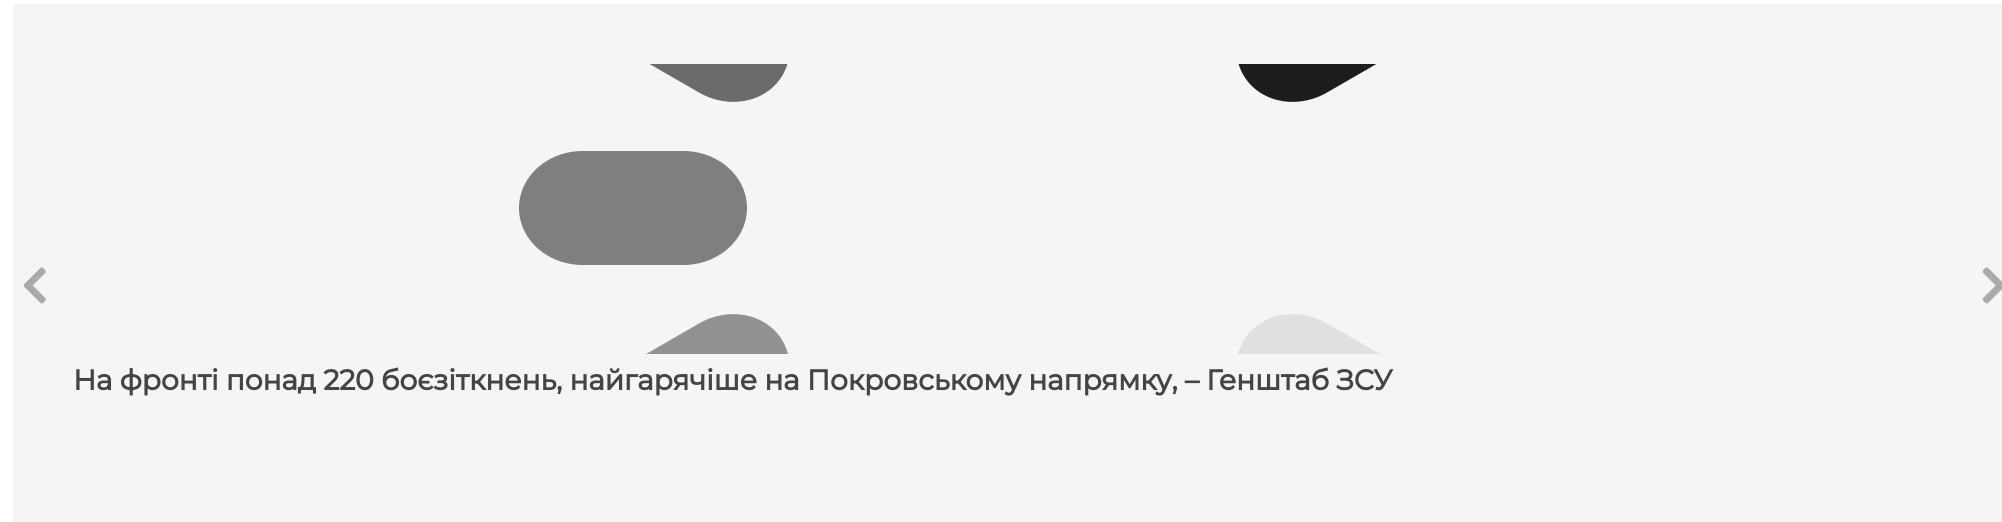 На фронті понад 220 боєзіткнень, найгарячіше на Покровському напрямку, – Генштаб ЗСУ